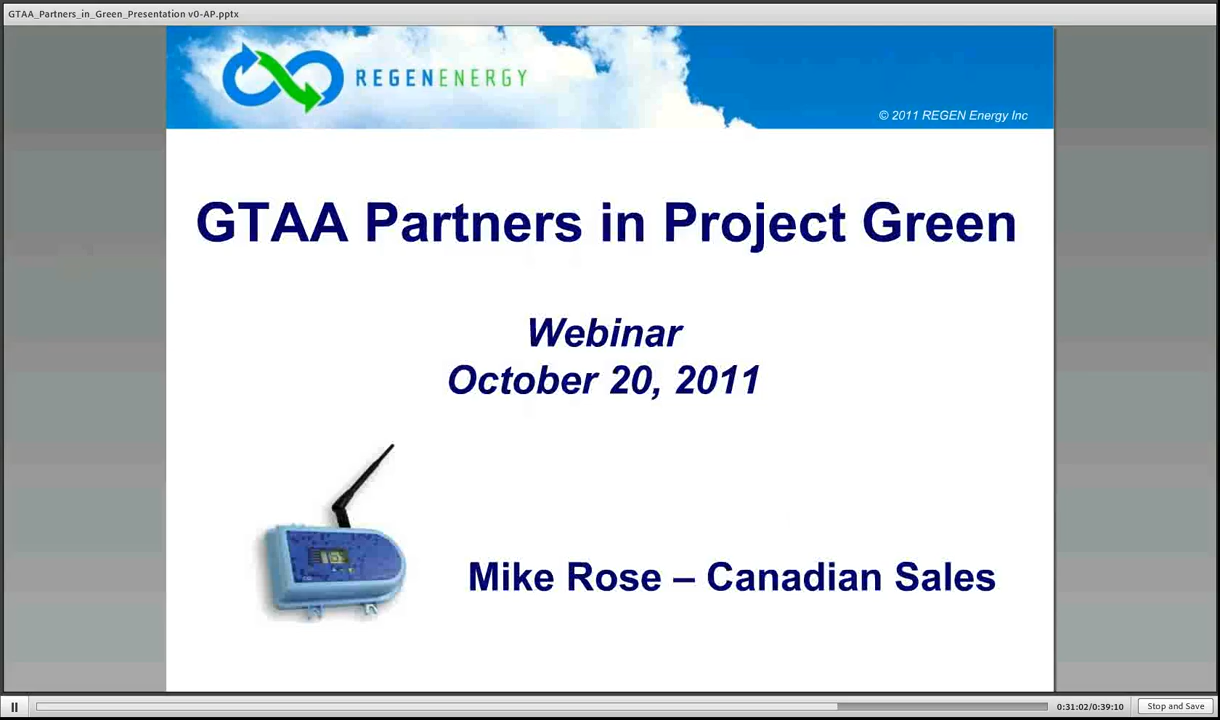 GTAA_Partners_in_Green_Presentation v0-AP.pptx
REGENENERGY
© 2011 REGEN Energy Inc
GTAA Partners in Project Green
Webinar
October 20, 2011
Mike Rose – Canadian Sales
0:31:02/0:39:10
Stop and Save